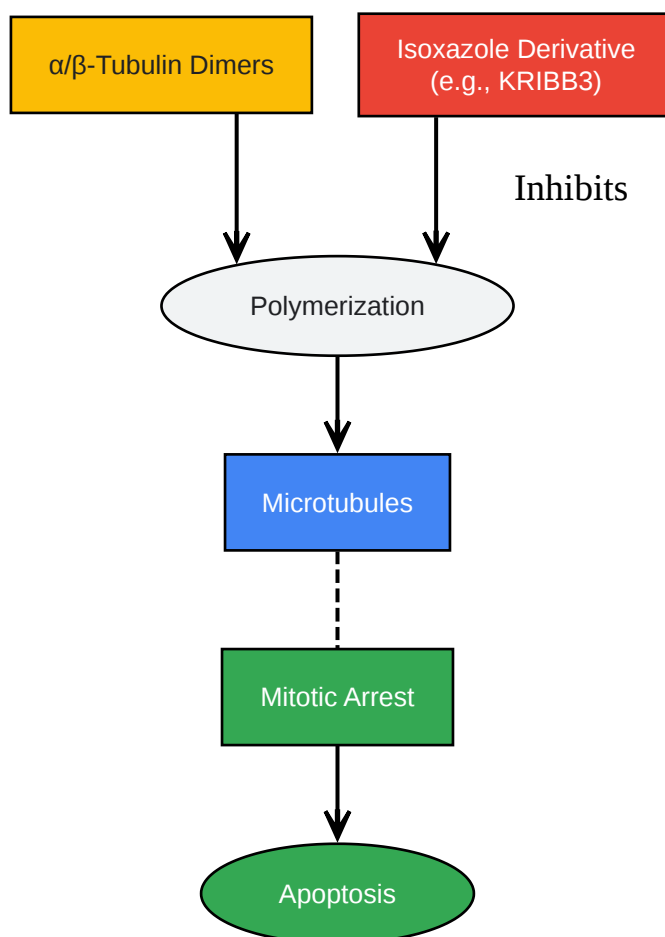 α/β-Tubulin Dimers
Isoxazole Derivative
(e.g., KRIBB3)
Inhibits
Polymerization
Microtubules
Mitotic Arrest
Apoptosis